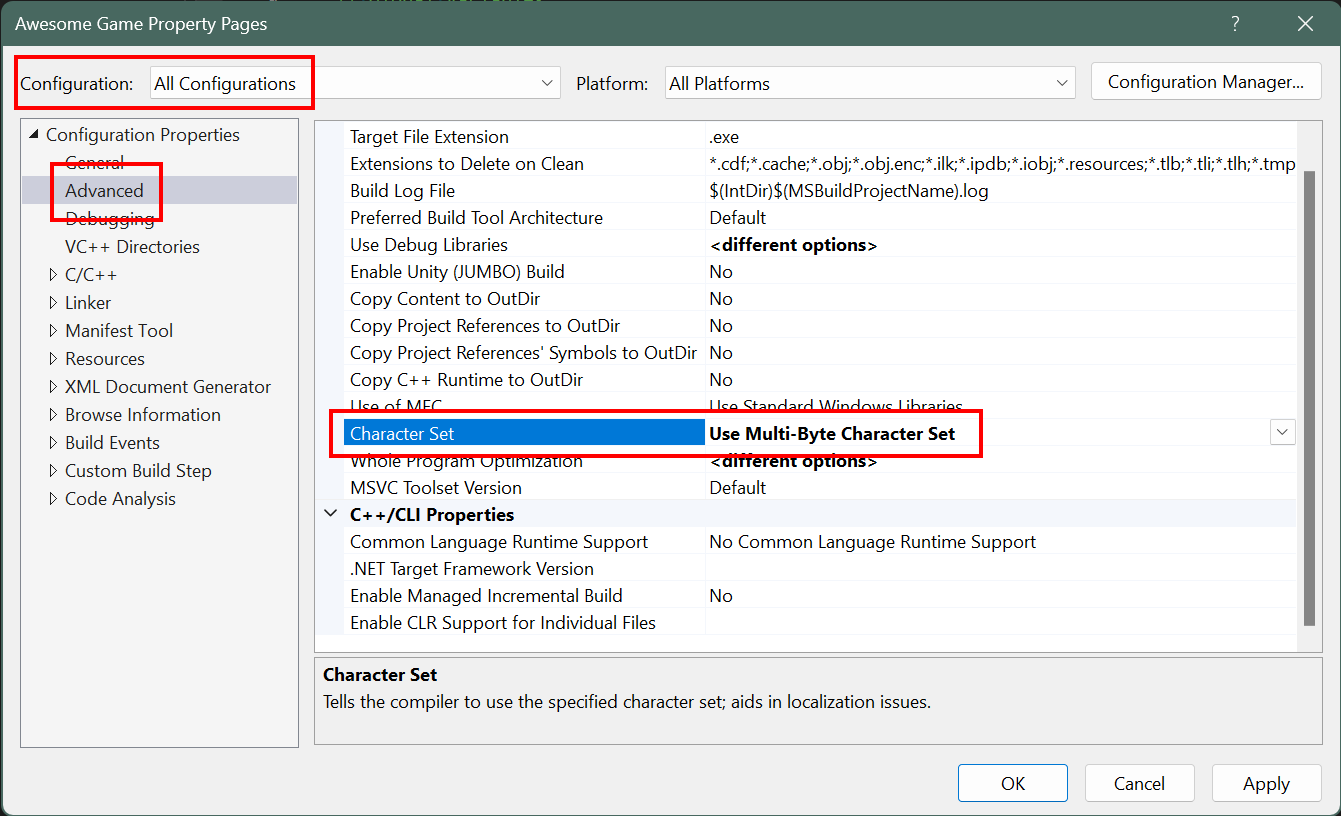 Awesome Game Property Pages
Configuration: All Configurations Platform: All Platforms Configuration Manager...
Configuration Properties
General
Advanced
Debugging
VC++ Directories
C/C++
Linker
Manifest Tool
Resources
XML Document Generator
Browse Information
Build Events
Custom Build Step
Code Analysis
Target File Extension .exe
Extensions to Delete on Clean *.cdf;*.cache;*.obj;*.obj.enc;*.ilk;*.ipdb;*.iobj;*.resources;*.tlb;*.tli;*.tlh;*.tmp
Build Log File $(IntDir)$(MSBuildProjectName).log
Preferred Build Tool Architecture Default
Use Debug Libraries <different options>
Enable Unity (JUMBO) Build No
Copy Content to OutDir No
Copy Project References to OutDir No
Copy Project References' Symbols to OutDir No
Copy C++ Runtime to OutDir No
Use of MFC Use Standard Windows Libraries
Character Set Use Multi-Byte Character Set
Whole Program Optimization <different options>
MSVC Toolset Version Default
C++/CLI Properties
Common Language Runtime Support No Common Language Runtime Support
.NET Target Framework Version
Enable Managed Incremental Build No
Enable CLR Support for Individual Files
Character Set
Tells the compiler to use the specified character set; aids in localization issues.
OK Cancel Apply